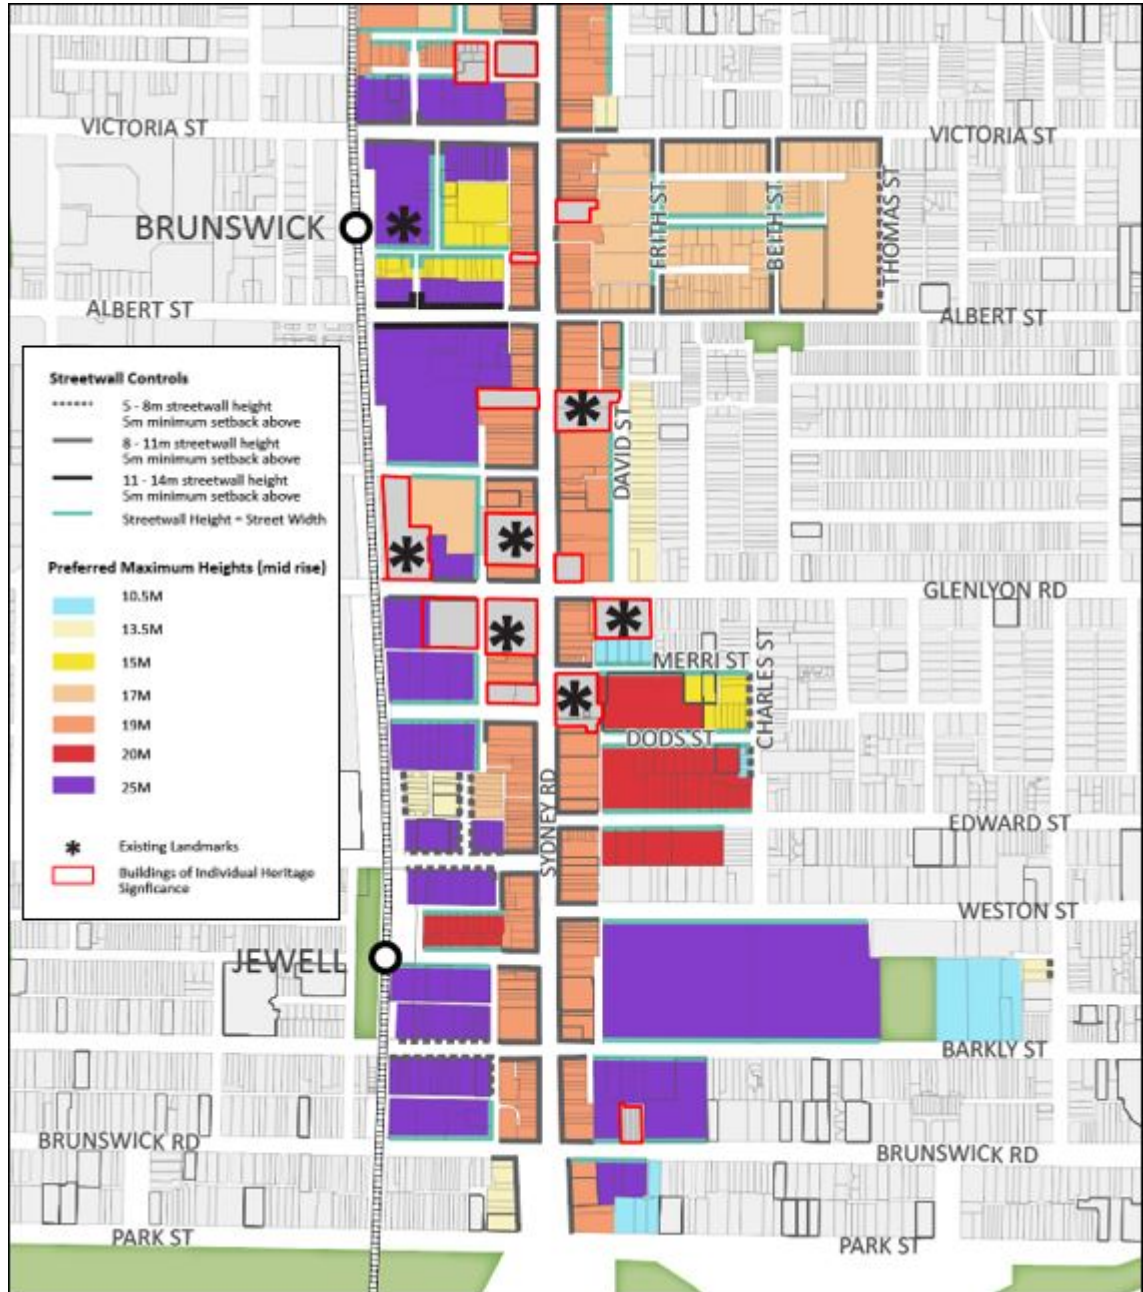 VICTORIA ST
VICTORIA ST
BRUNSWICK
FRITH ST
BEITH ST
THOMAS ST
ALBERT ST
ALBERT ST
Streetwall Controls
5 - 8m streetwall height
5m minimum setback above
8 - 11m streetwall height
5m minimum setback above
11 - 14m streetwall height
5m minimum setback above
Streetwall Height = Street Width
Preferred Maximum Heights (mid rise)
10.5M
13.5M
15M
17M
19M
20M
25M
Existing Landmarks
Buildings of Individual Heritage
Signficance
DAVID ST
GLENLYON RD
MERRI ST
CHARLES ST
DODS ST
SYDNEY RD
EDWARD ST
WESTON ST
JEWELL
BARKLY ST
BRUNSWICK RD
BRUNSWICK RD
PARK ST
PARK ST